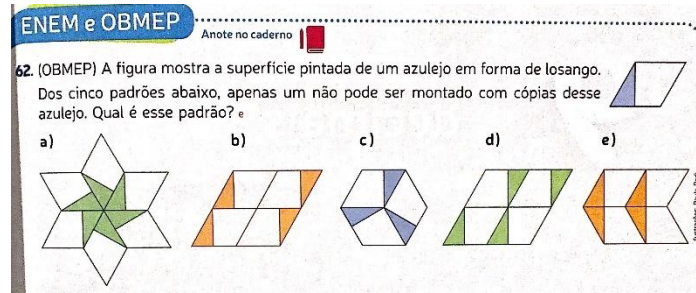 ENEM e OBMEP
Anote no caderno
62. (OBMEP) A figura mostra a superfície pintada de um azulejo em forma de losango.
Dos cinco padrões abaixo, apenas um não pode ser montado com cópias desse
azulejo. Qual é esse padrão? e
a) b) c) d) e)